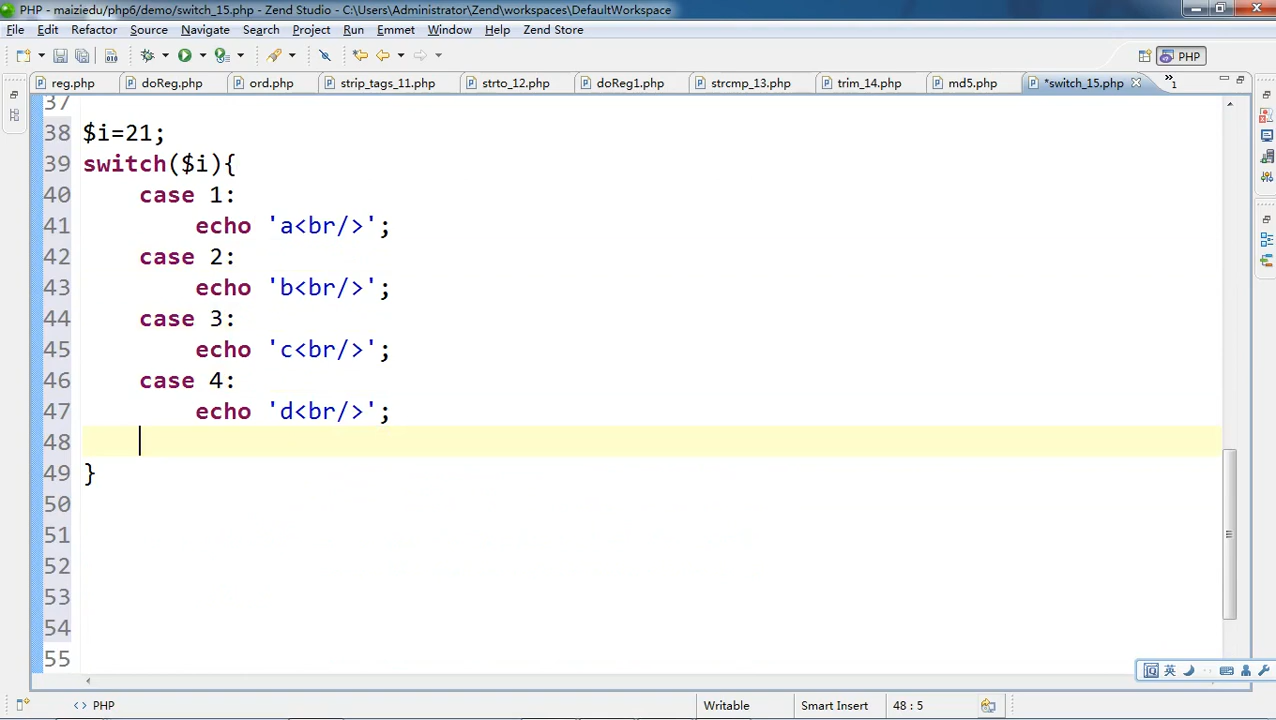 PHP - maiziedu/php6/demo/switch_15.php - Zend Studio - C:\Users\Administrator\Zend\workspaces\DefaultWorkspace
File Edit Refactor Source Navigate Search Project Run Emmet Window Help Zend Store
PHP
reg.php doReg.php ord.php strip_tags_11.php strto_12.php doReg1.php strcmp_13.php trim_14.php md5.php *switch_15.php » 1
37
38 $i=21;
39 switch($i){
40 case 1:
41 echo 'a<br/>';
42 case 2:
43 echo 'b<br/>';
44 case 3:
45 echo 'c<br/>';
46 case 4:
47 echo 'd<br/>';
48
49 }
50
51
52
53
54
55
英
<> PHP Writable Smart Insert 48 : 5